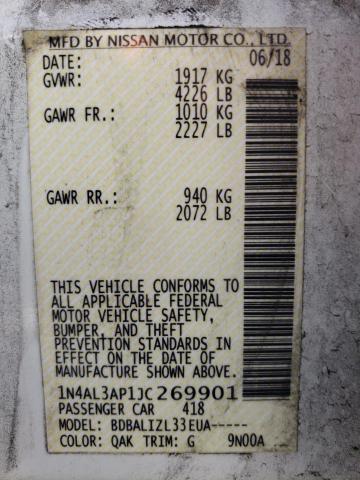 MFD BY NISSAN MOTOR CO., LTD.
DATE: 06/18
GVWR: 1917 KG
4226 LB
GAWR FR.: 1010 KG
2227 LB
GAWR RR.: 940 KG
2072 LB
THIS VEHICLE CONFORMS TO
ALL APPLICABLE FEDERAL
MOTOR VEHICLE SAFETY,
BUMPER, AND THEFT
PREVENTION STANDARDS IN
EFFECT ON THE DATE OF
MANUFACTURE SHOWN ABOVE.
1N4AL3AP1JC269901
PASSENGER CAR 418
MODEL: BDBALIZL33EUA-----
COLOR: QAK TRIM: G 9N00A